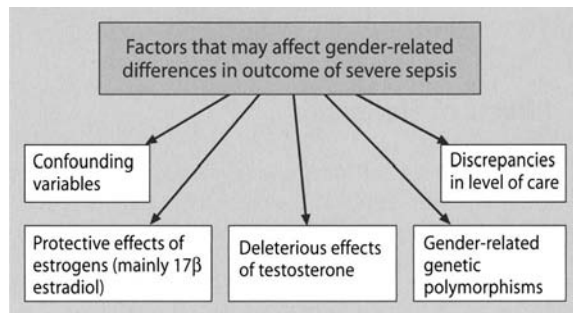 Factors that may affect gender-related
differences in outcome of severe sepsis
Confounding
variables
Discrepancies
in level of care
Protective effects of
estrogens (mainly 17β
estradiol)
Deleterious effects
of testosterone
Gender-related
genetic
polymorphisms